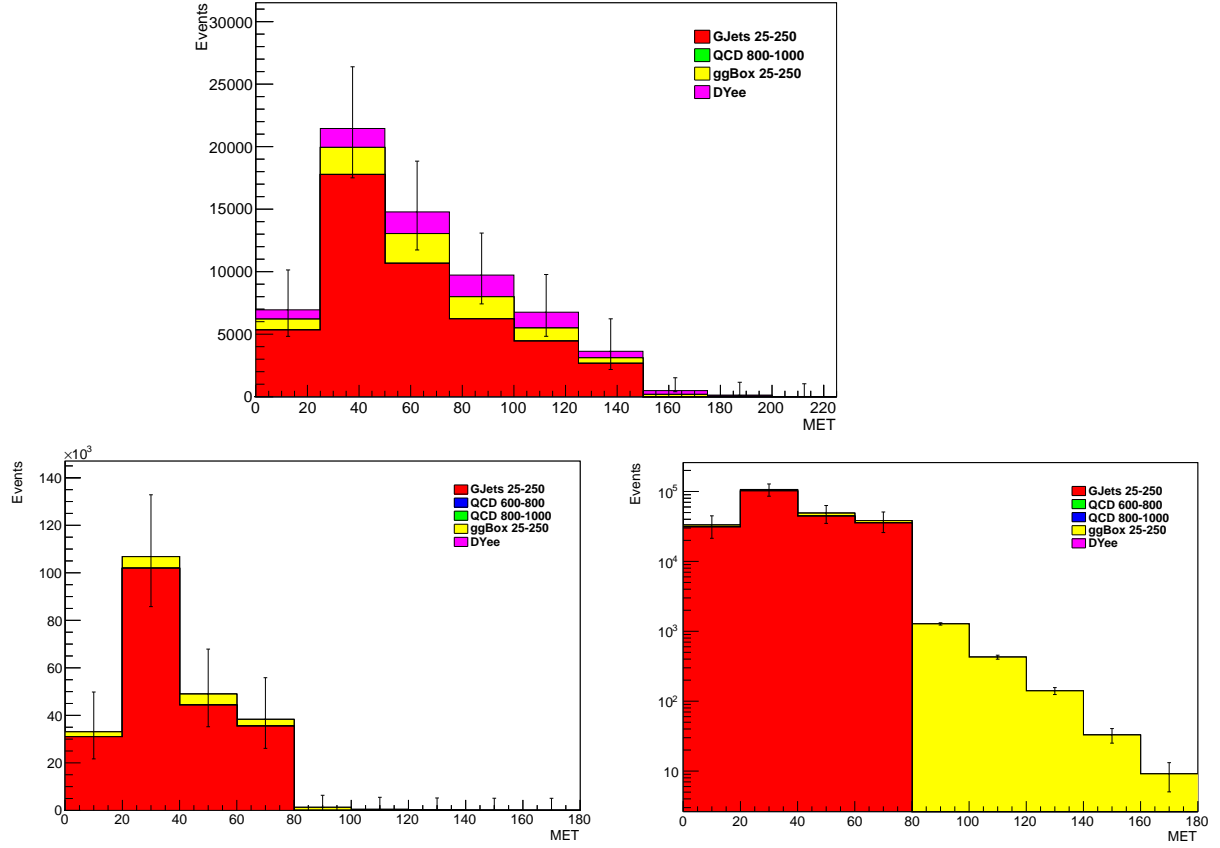 Events
30000
25000
20000
15000
10000
5000
0
0 20 40 60 80 100 120 140 160 180 200 220
MET
GJets 25-250
QCD 800-1000
ggBox 25-250
DYee
×10³
Events
140
120
100
80
60
40
20
0
0 20 40 60 80 100 120 140 160 180
MET
GJets 25-250
QCD 600-800
QCD 800-1000
ggBox 25-250
DYee
Events
10⁵
10⁴
10³
10²
10
0 20 40 60 80 100 120 140 160 180
MET
GJets 25-250
QCD 600-800
QCD 800-1000
ggBox 25-250
DYee